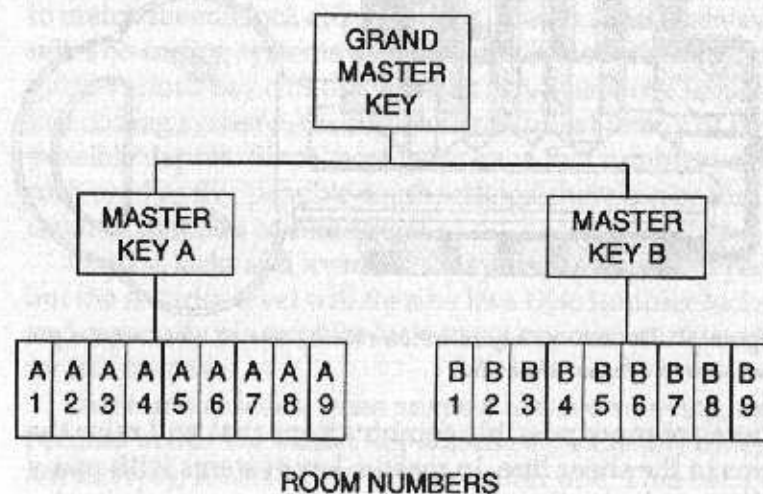 GRAND
MASTER
KEY
MASTER
KEY A
MASTER
KEY B
A A A A A A A A A
1 2 3 4 5 6 7 8 9
B B B B B B B B B
1 2 3 4 5 6 7 8 9
ROOM NUMBERS